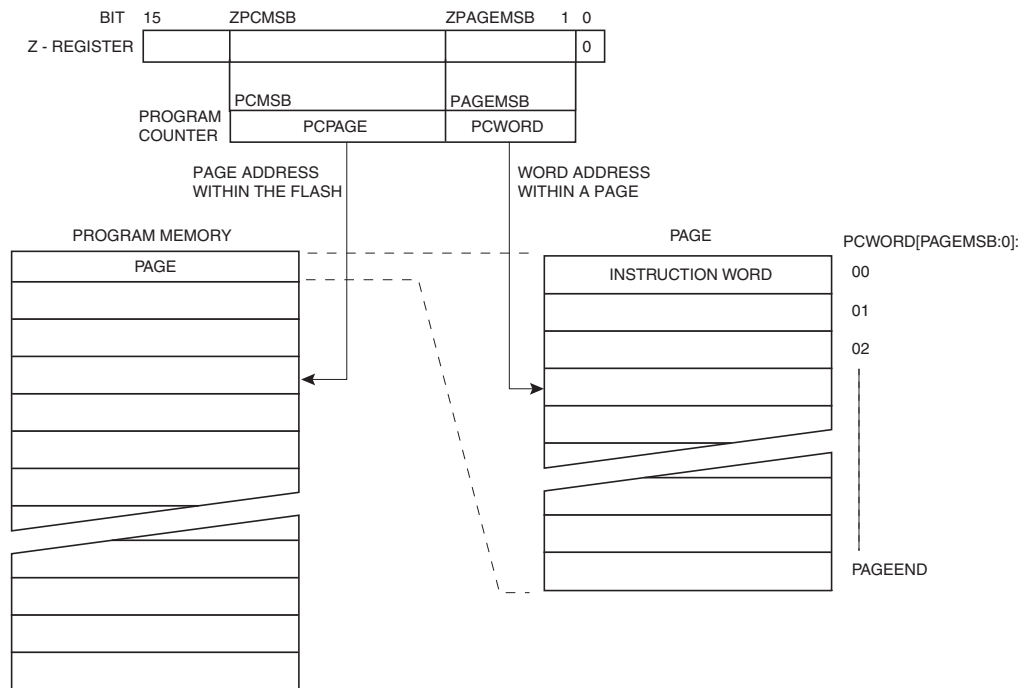 BIT 15 ZPCMSB ZPAGEMSB 1 0
Z - REGISTER 0
PCMSB PAGEMSB
PROGRAM
COUNTER
PCPAGE PCWORD
PAGE ADDRESS
WITHIN THE FLASH
WORD ADDRESS
WITHIN A PAGE
PROGRAM MEMORY
PAGE
PAGE
PCWORD[PAGEMSB:0]:
INSTRUCTION WORD 00
01
02
PAGEEND